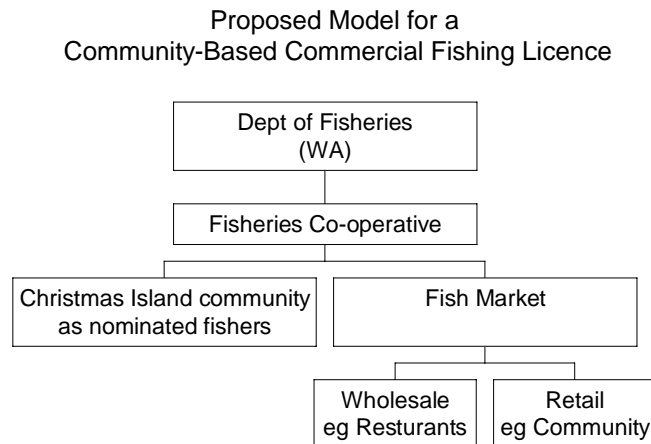 Proposed Model for a
Community-Based Commercial Fishing Licence
Dept of Fisheries
(WA)
Fisheries Co-operative
Christmas Island community
as nominated fishers
Fish Market
Wholesale
eg Resturants
Retail
eg Community